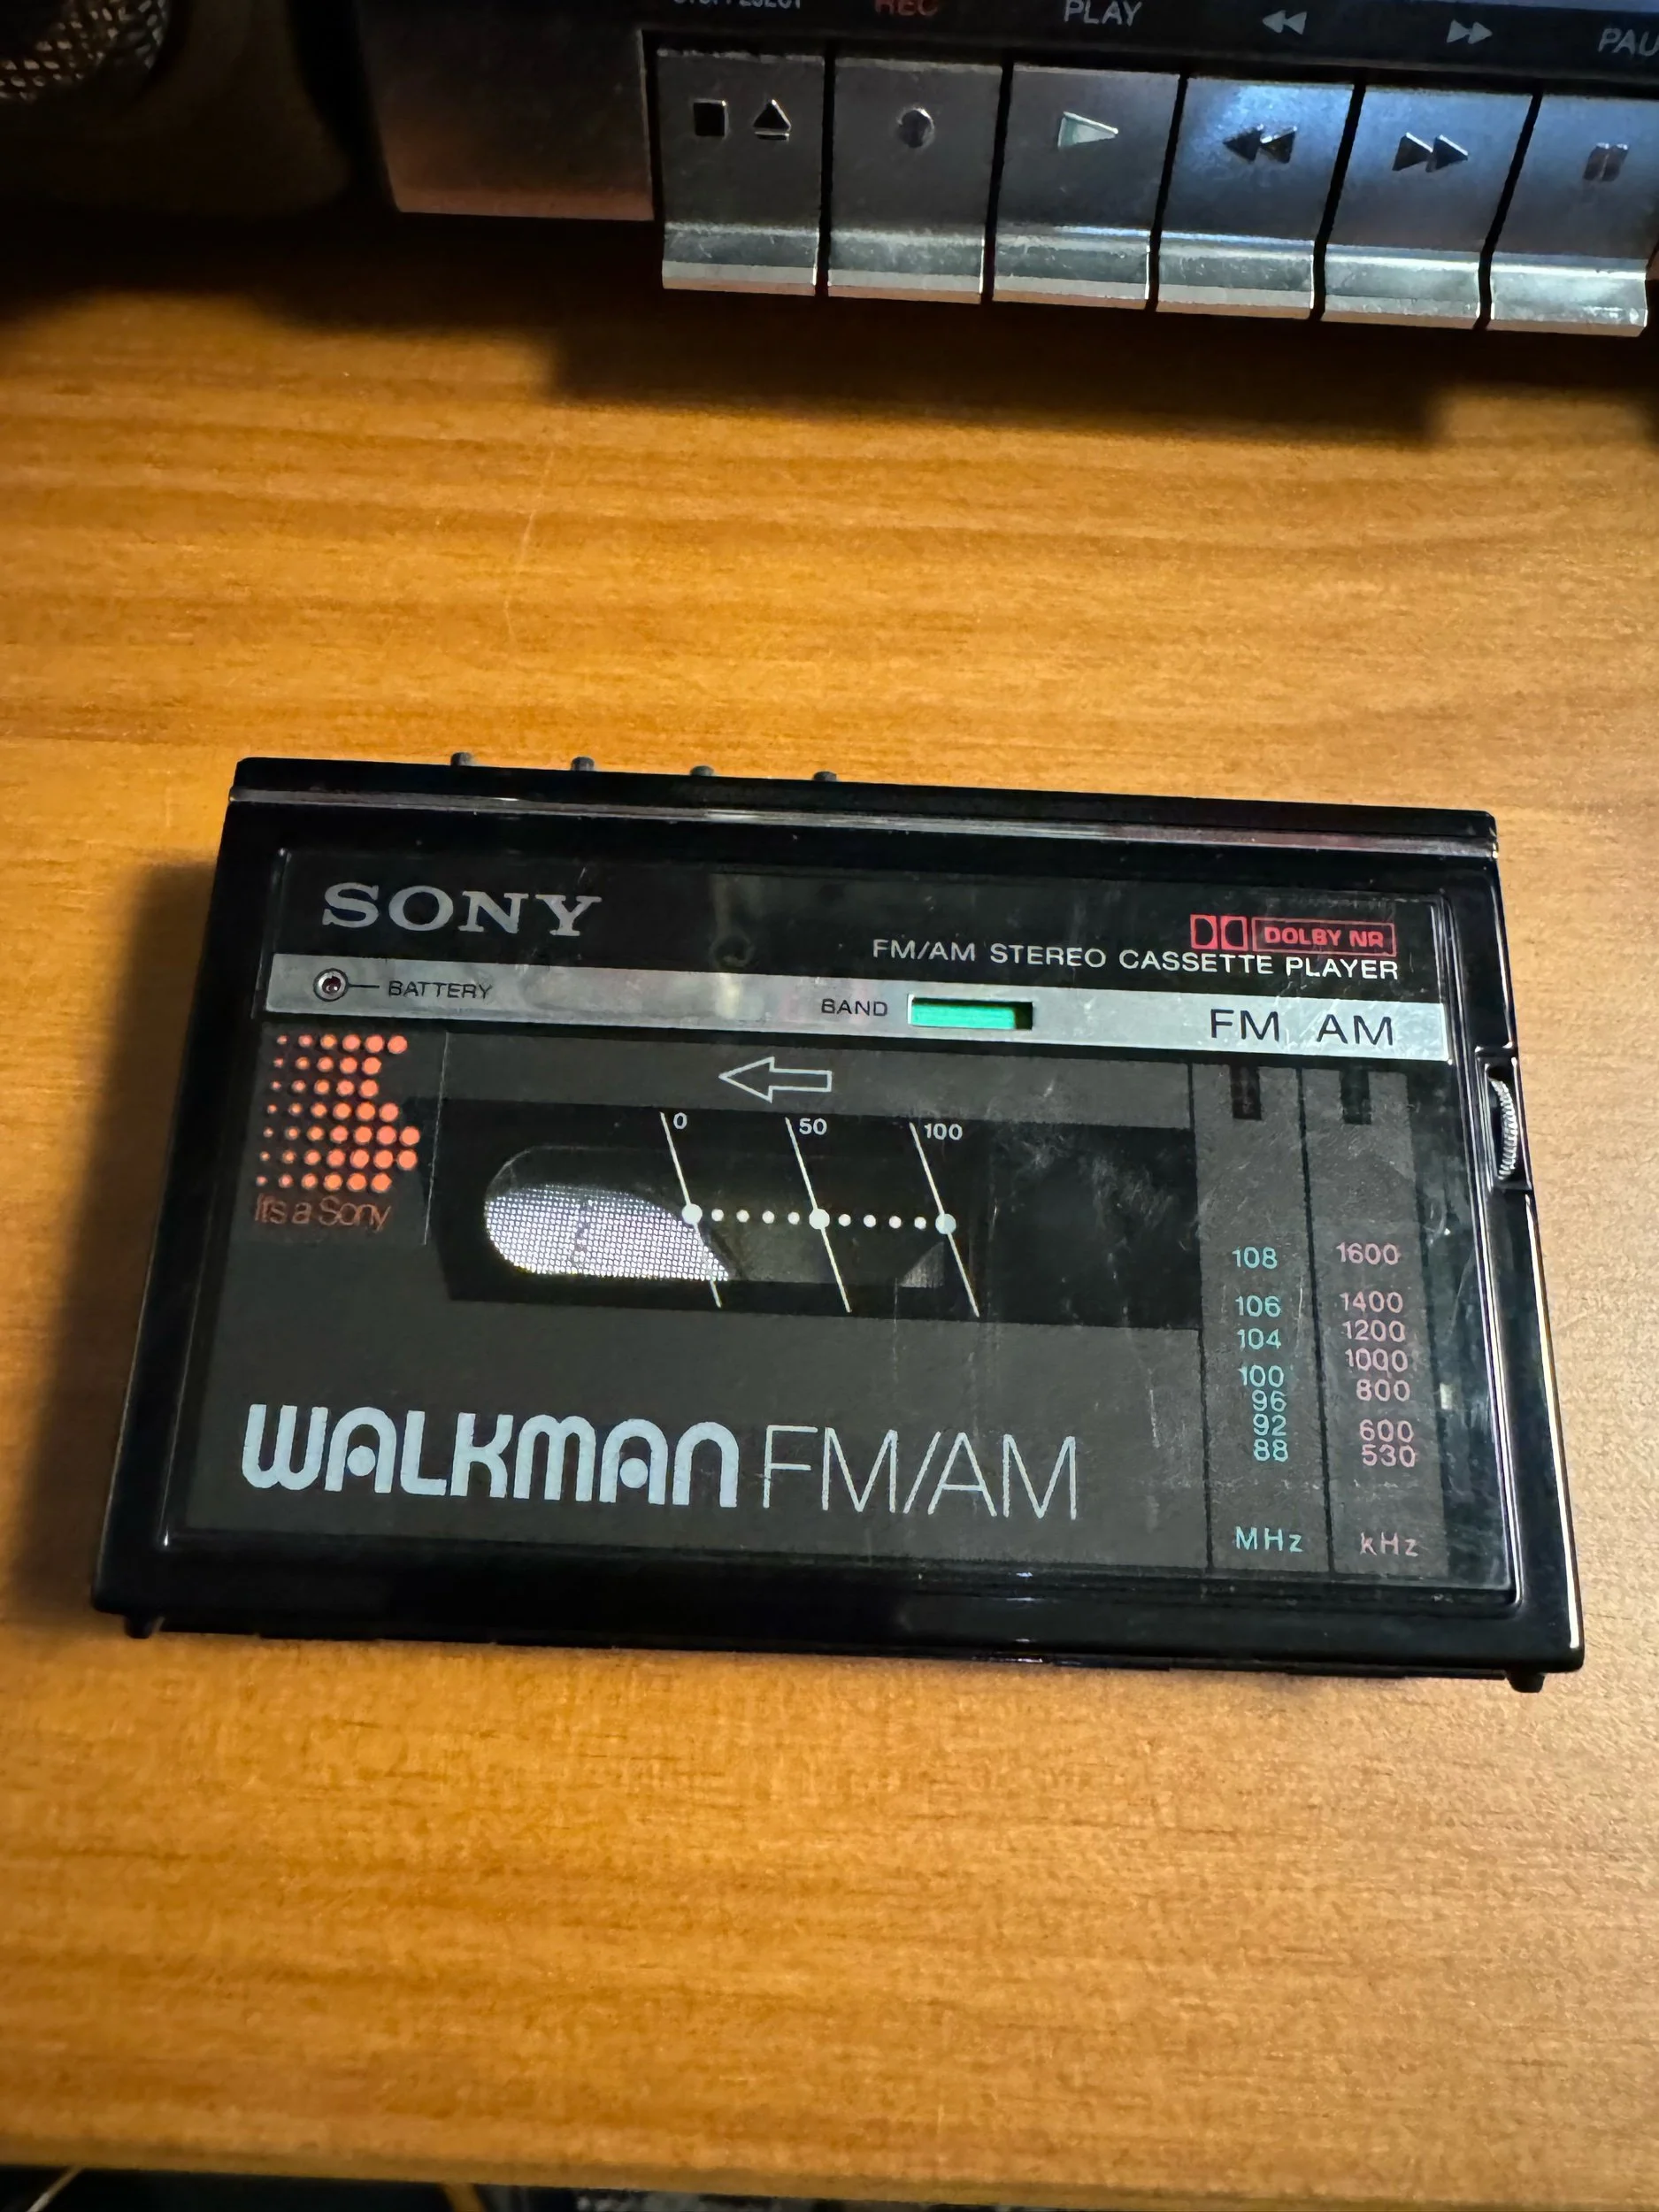 REC
PLAY
SONY
DOLBY NR
FM/AM STEREO CASSETTE PLAYER
BATTERY
BAND
FM AM
0 50 100
It's a Sony
108 1600
106 1400
104 1200
100 1000
96 800
92 600
88 530
WALKMAN FM/AM
MHz kHz